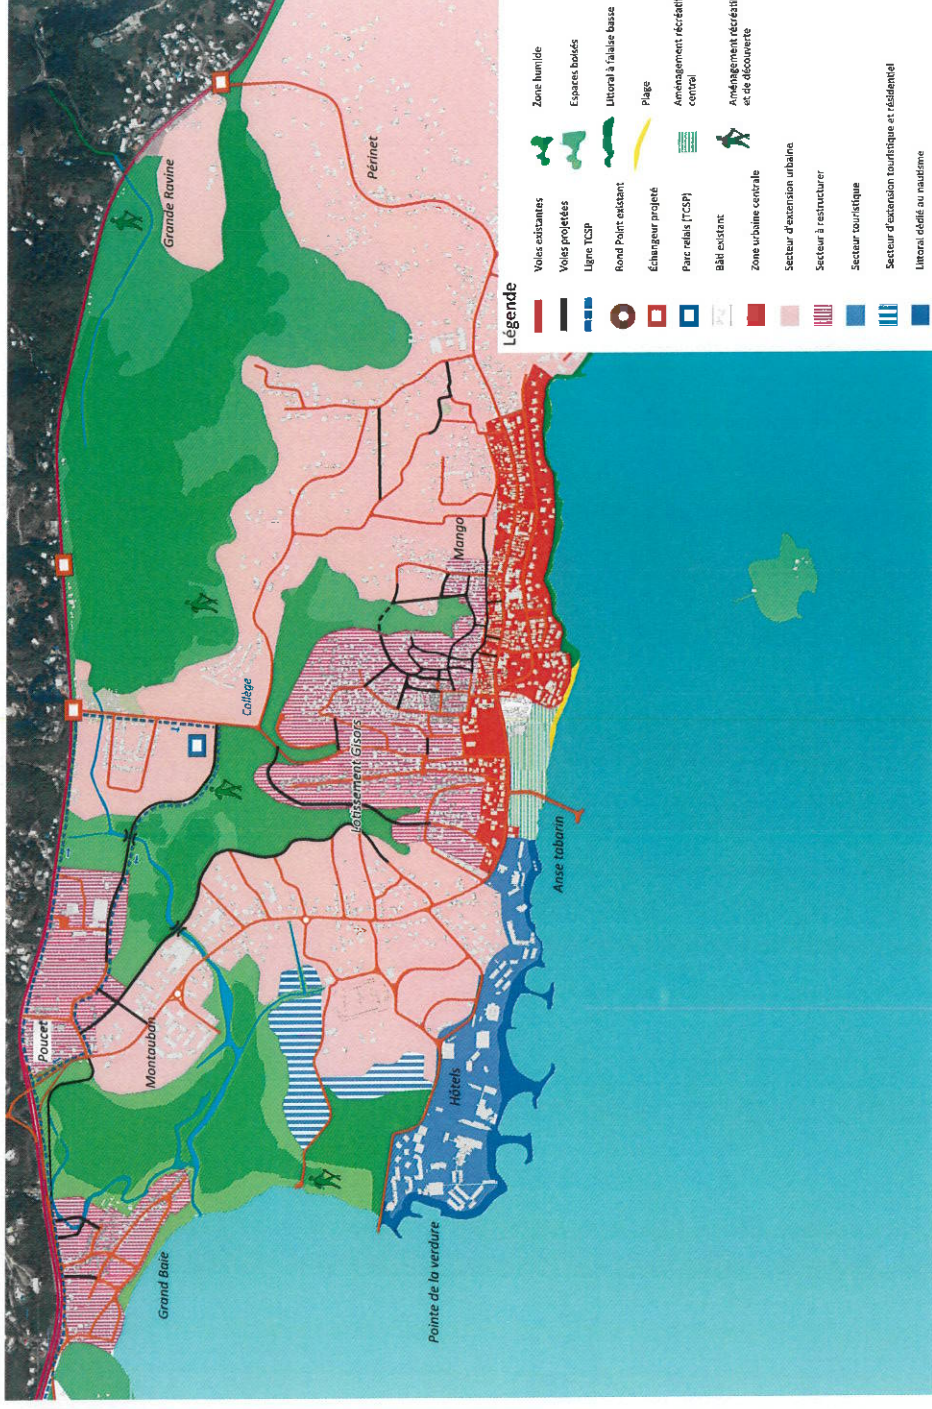 Grande Ravine
Périnet
Collège
Mango
Lotissement Gisors
Poucet
Montauban
Anse tabarin
Hôtels
Grand Baie
Pointe de la verdure
Légende
Voies existantes
Voies projetées
Ligne TCSP
Rond Point existant
Échangeur projeté
Parc relais (TCSP)
Bâti existant
Zone urbaine centrale
Secteur d'extension urbaine
Secteur à restructurer
Secteur touristique
Secteur d'extension touristique et résidentiel
Littoral dédié au nautisme
Zone humide
Espaces boisés
Littoral à falaise basse
Plage
Aménagement récréati
central
Aménagement récréati
et de découverte